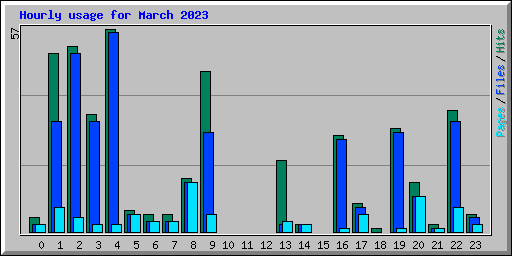 Hourly usage for March 2023
57
Pages/Files/Hits
0 1 2 3 4 5 6 7 8 9 10 11 12 13 14 15 16 17 18 19 20 21 22 23